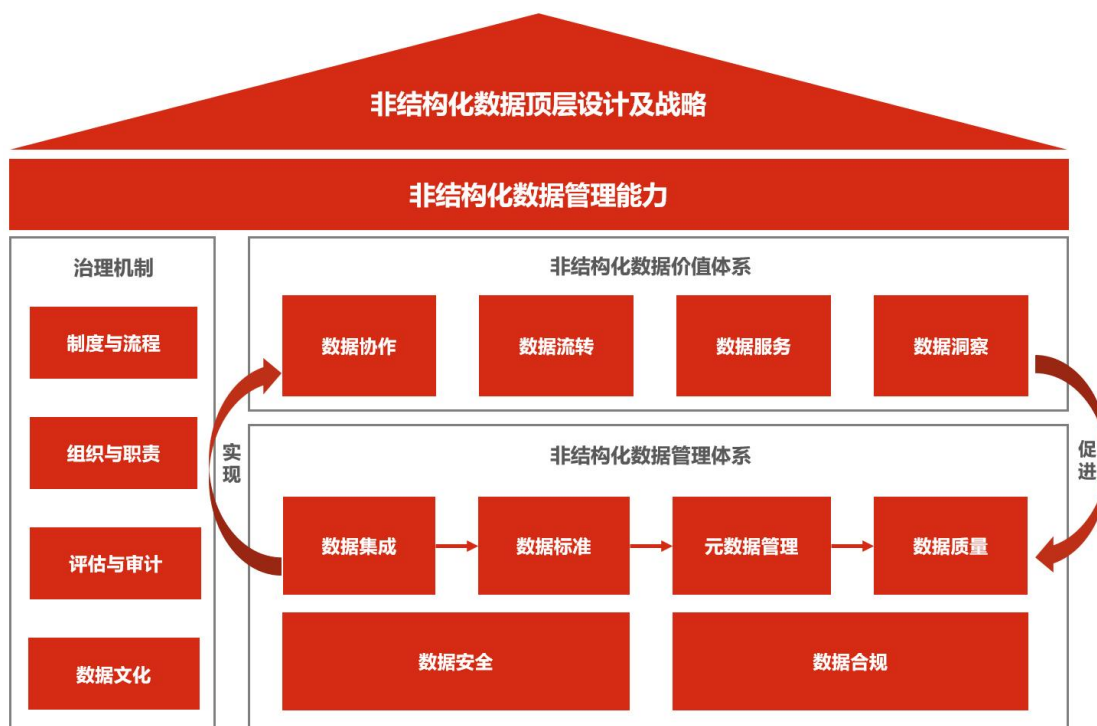 非结构化数据顶层设计及战略
非结构化数据管理能力
治理机制
制度与流程
组织与职责
评估与审计
数据文化
实现
非结构化数据价值体系
数据协作
数据流转
数据服务
数据洞察
促进
非结构化数据管理体系
数据集成
数据标准
元数据管理
数据质量
数据安全
数据合规